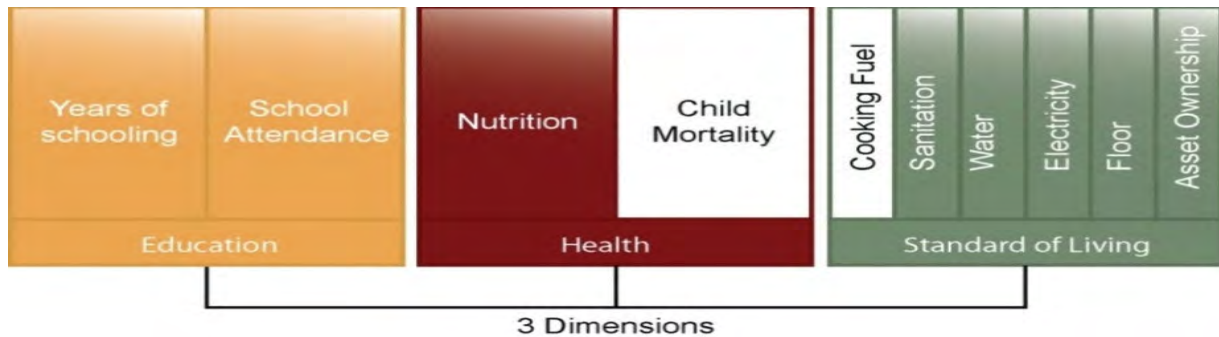 Years of
schooling
School
Attendance
Nutrition
Child
Mortality
Cooking Fuel
Sanitation
Water
Electricity
Floor
Asset Ownership
Education
Health
Standard of Living
3 Dimensions